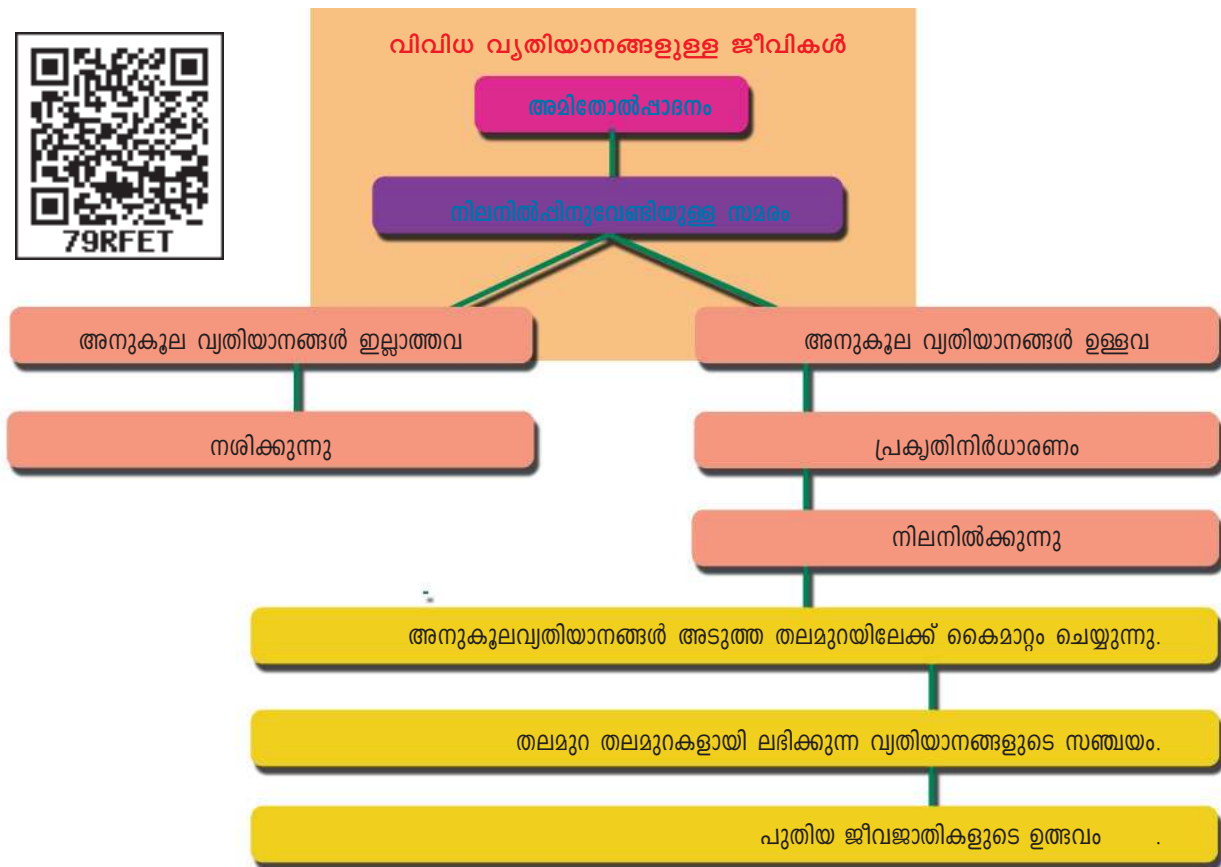 വിവിധ വ്യതിയാനങ്ങളുള്ള ജീവികൾ
അമിതോൽപ്പാദനം
79RFET
നിലനിൽപ്പിനുവേണ്ടിയുള്ള സമരം
അനുകൂല വ്യതിയാനങ്ങൾ ഇല്ലാത്തവ
അനുകൂല വ്യതിയാനങ്ങൾ ഉള്ളവ
നശിക്കുന്നു
പ്രകൃതിനിർധാരണം
നിലനിൽക്കുന്നു
അനുകൂലവ്യതിയാനങ്ങൾ അടുത്ത തലമുറയിലേക്ക് കൈമാറ്റം ചെയ്യുന്നു.
തലമുറ തലമുറകളായി ലഭിക്കുന്ന വ്യതിയാനങ്ങളുടെ സഞ്ചയം.
പുതിയ ജീവജാതികളുടെ ഉത്ഭവം .